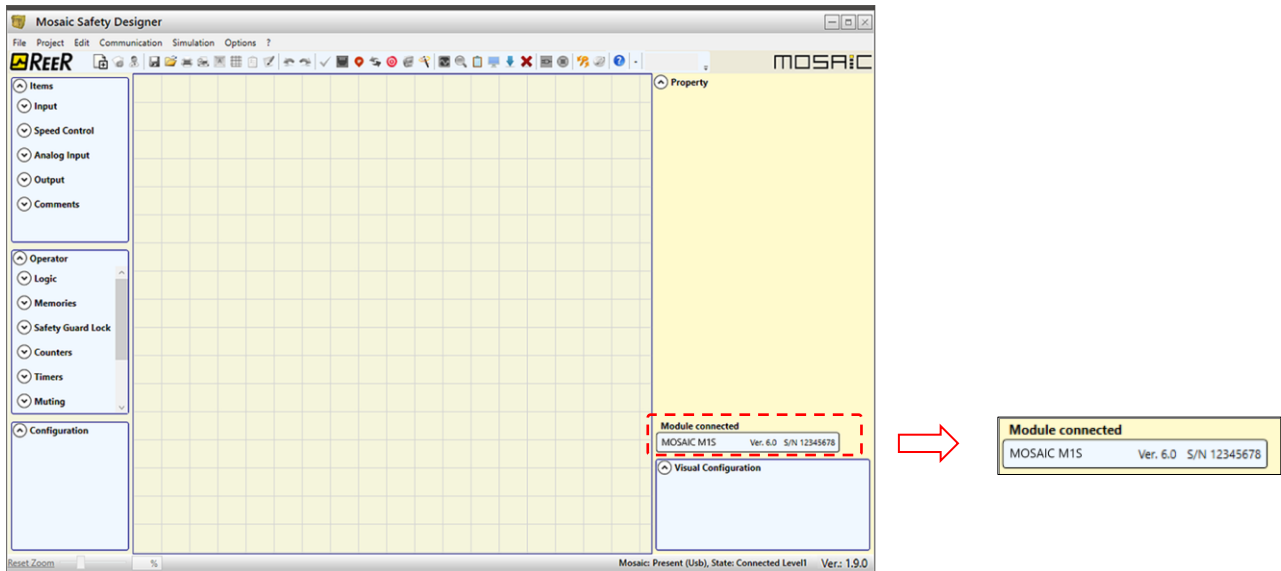 Mosaic Safety Designer
File Project Edit Communication Simulation Options ?
REER
MOSAIC
Items
Input
Speed Control
Analog Input
Output
Comments
Operator
Logic
Memories
Safety Guard Lock
Counters
Timers
Muting
Configuration
Reset Zoom %
Property
Module connected
MOSAIC M1S Ver. 6.0 S/N 12345678
Visual Configuration
Mosaic: Present (Usb), State: Connected Level1 Ver.: 1.9.0
Module connected
MOSAIC M1S Ver. 6.0 S/N 12345678